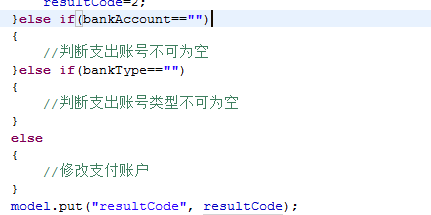 resultCode=2;
}else if(bankAccount=="")
{
//判断支出账号不可为空
}else if(bankType=="")
{
//判断支出账号类型不可为空
}
else
{
//修改支付账户
}
model.put("resultCode", resultCode);